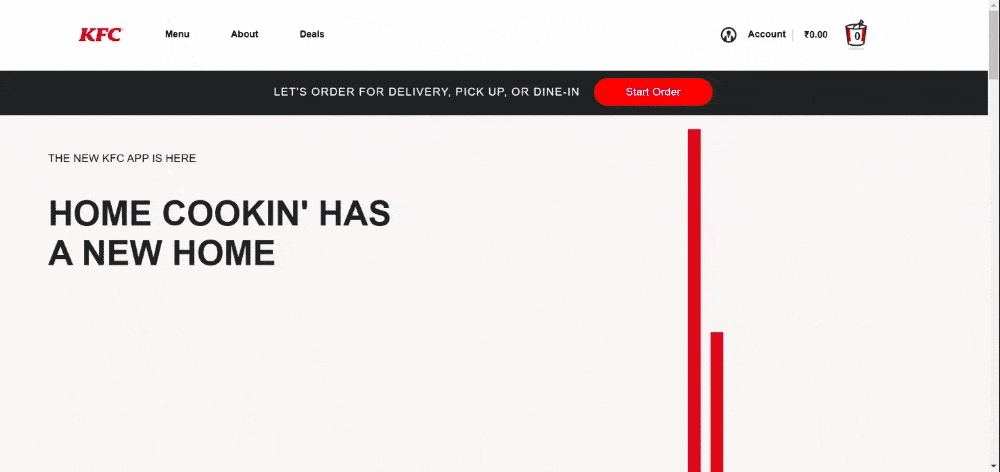 KFC
Menu
About
Deals
Account
₹0.00
0
LET'S ORDER FOR DELIVERY, PICK UP, OR DINE-IN
Start Order
THE NEW KFC APP IS HERE
HOME COOKIN' HAS
A NEW HOME